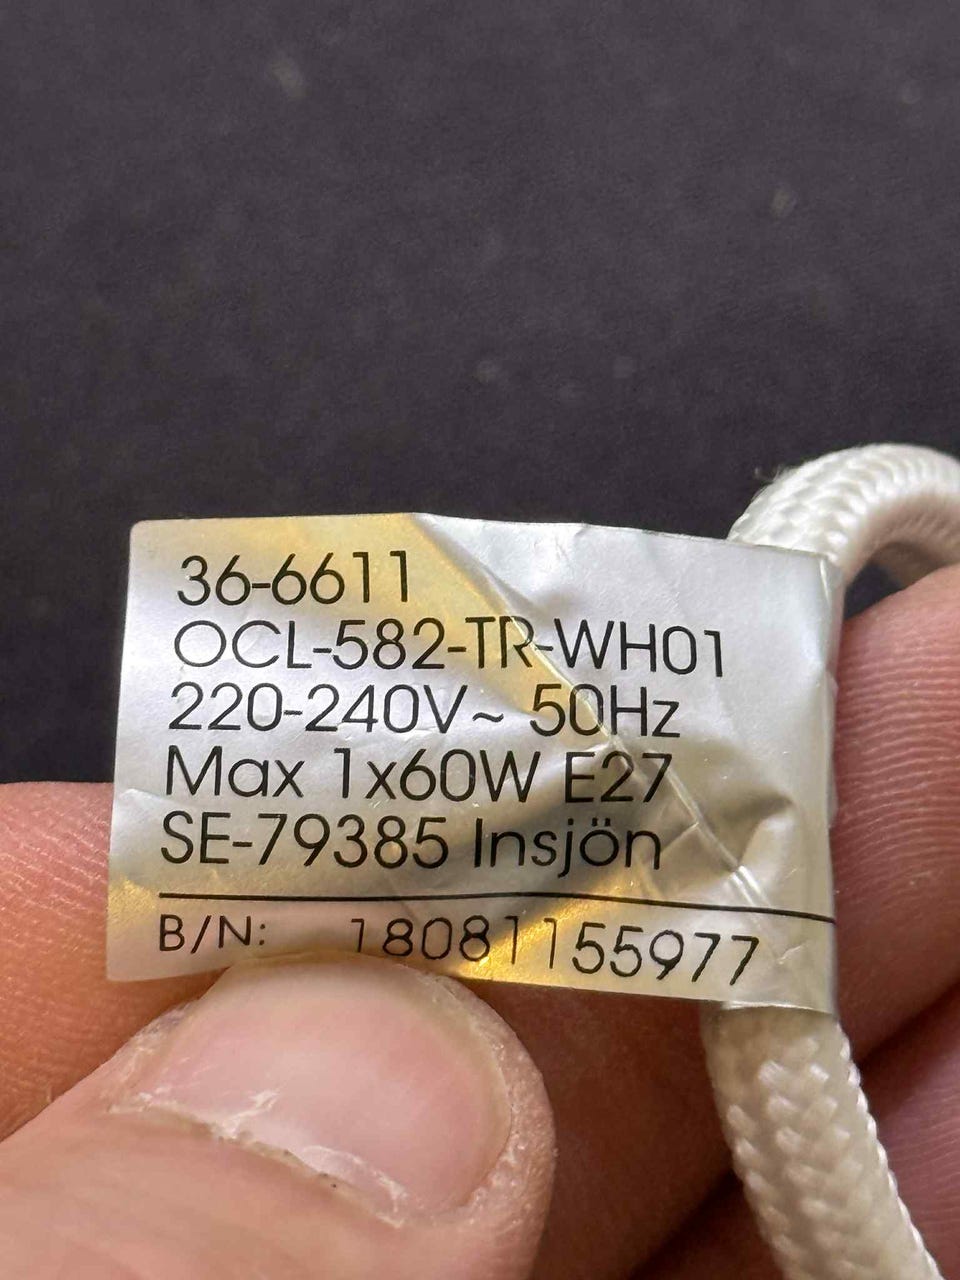 36-6611
OCL-582-TR-WH01
220-240V~ 50Hz
Max 1x60W E27
SE-79385 Insjön
B/N: 18081155977